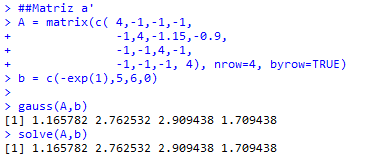 > ##Matriz a'
> A = matrix(c( 4,-1,-1,-1,
+ -1,4,-1.15,-0.9,
+ -1,-1,4,-1,
+ -1,-1,-1, 4), nrow=4, byrow=TRUE)
> b = c(-exp(1),5,6,0)
>
> gauss(A,b)
[1] 1.165782 2.762532 2.909438 1.709438
> solve(A,b)
[1] 1.165782 2.762532 2.909438 1.709438